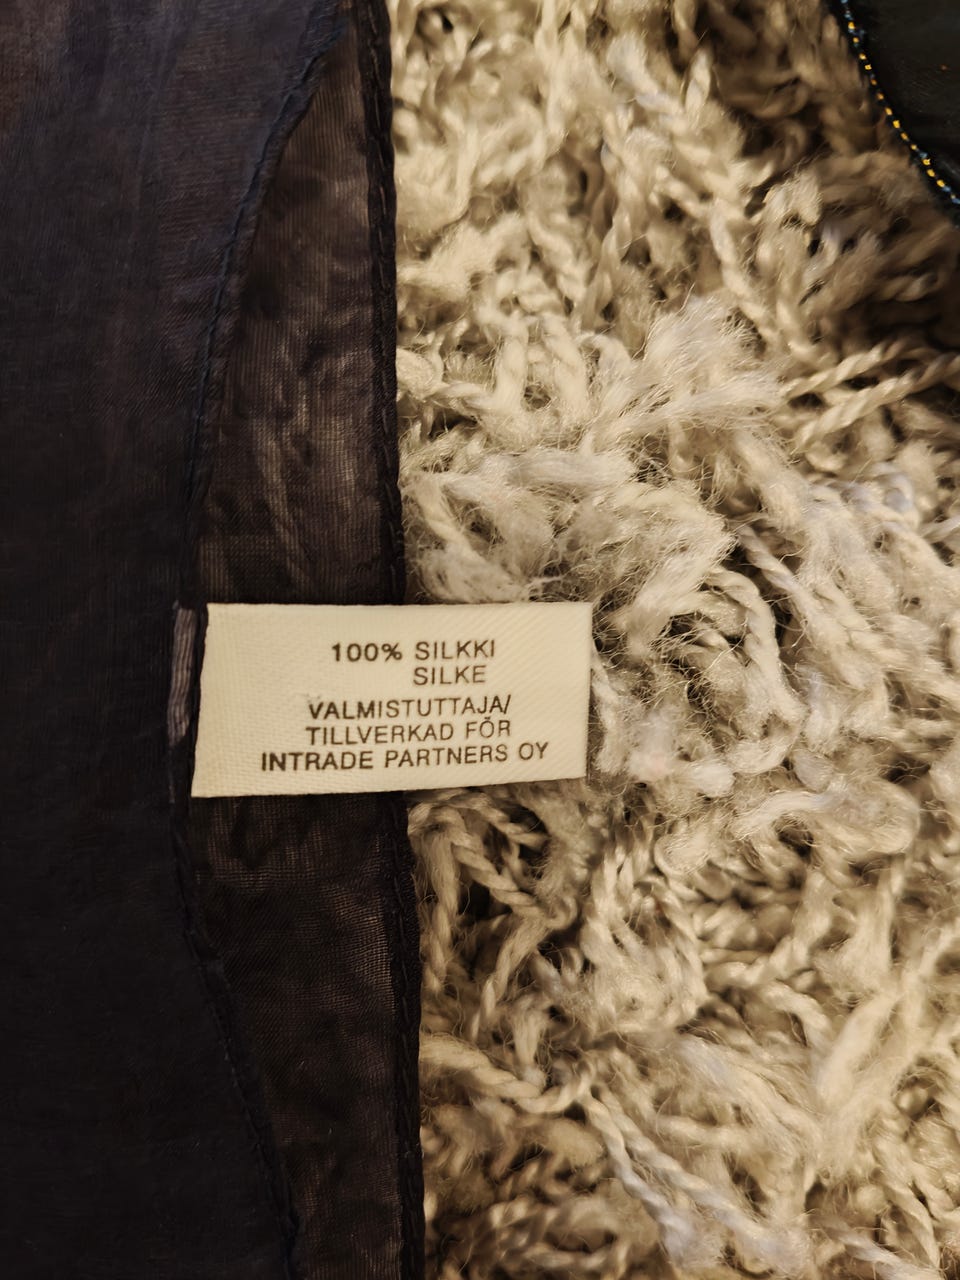 100% SILKKI
SILKE
VALMISTUTTAJA/
TILLVERKAD FÖR
INTRADE PARTNERS OY